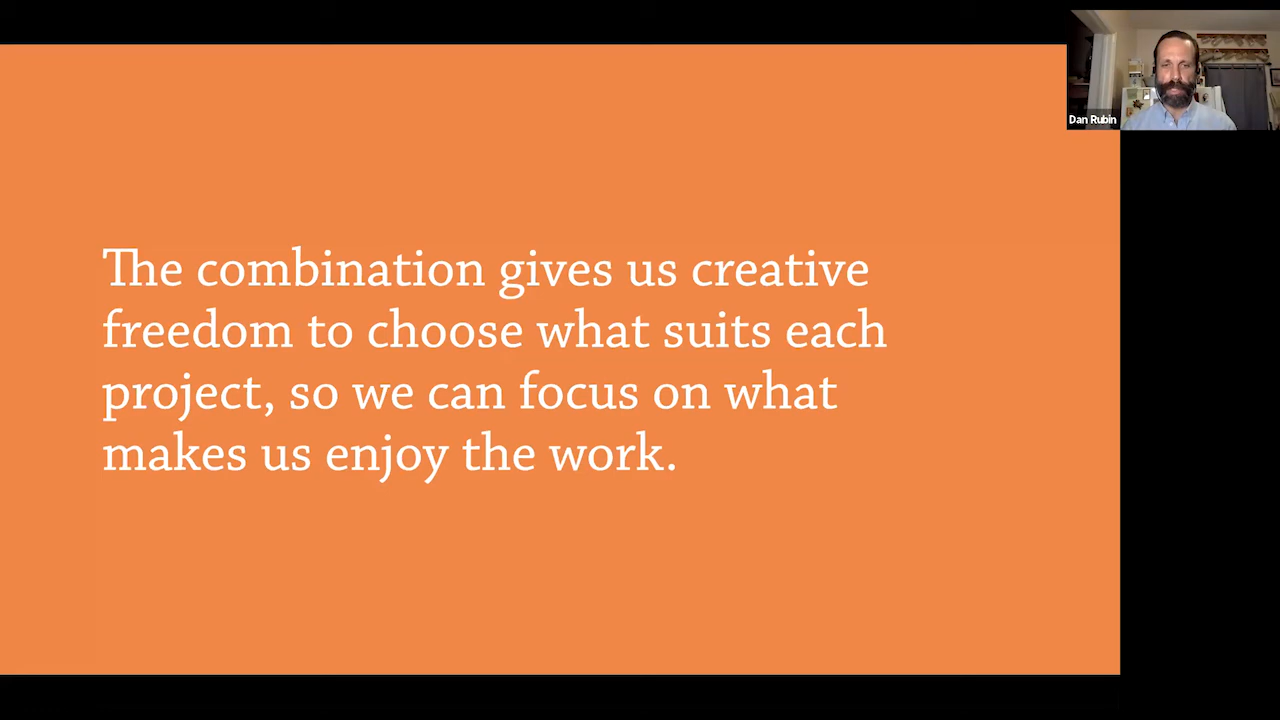 Dan Rubin
The combination gives us creative
freedom to choose what suits each
project, so we can focus on what
makes us enjoy the work.